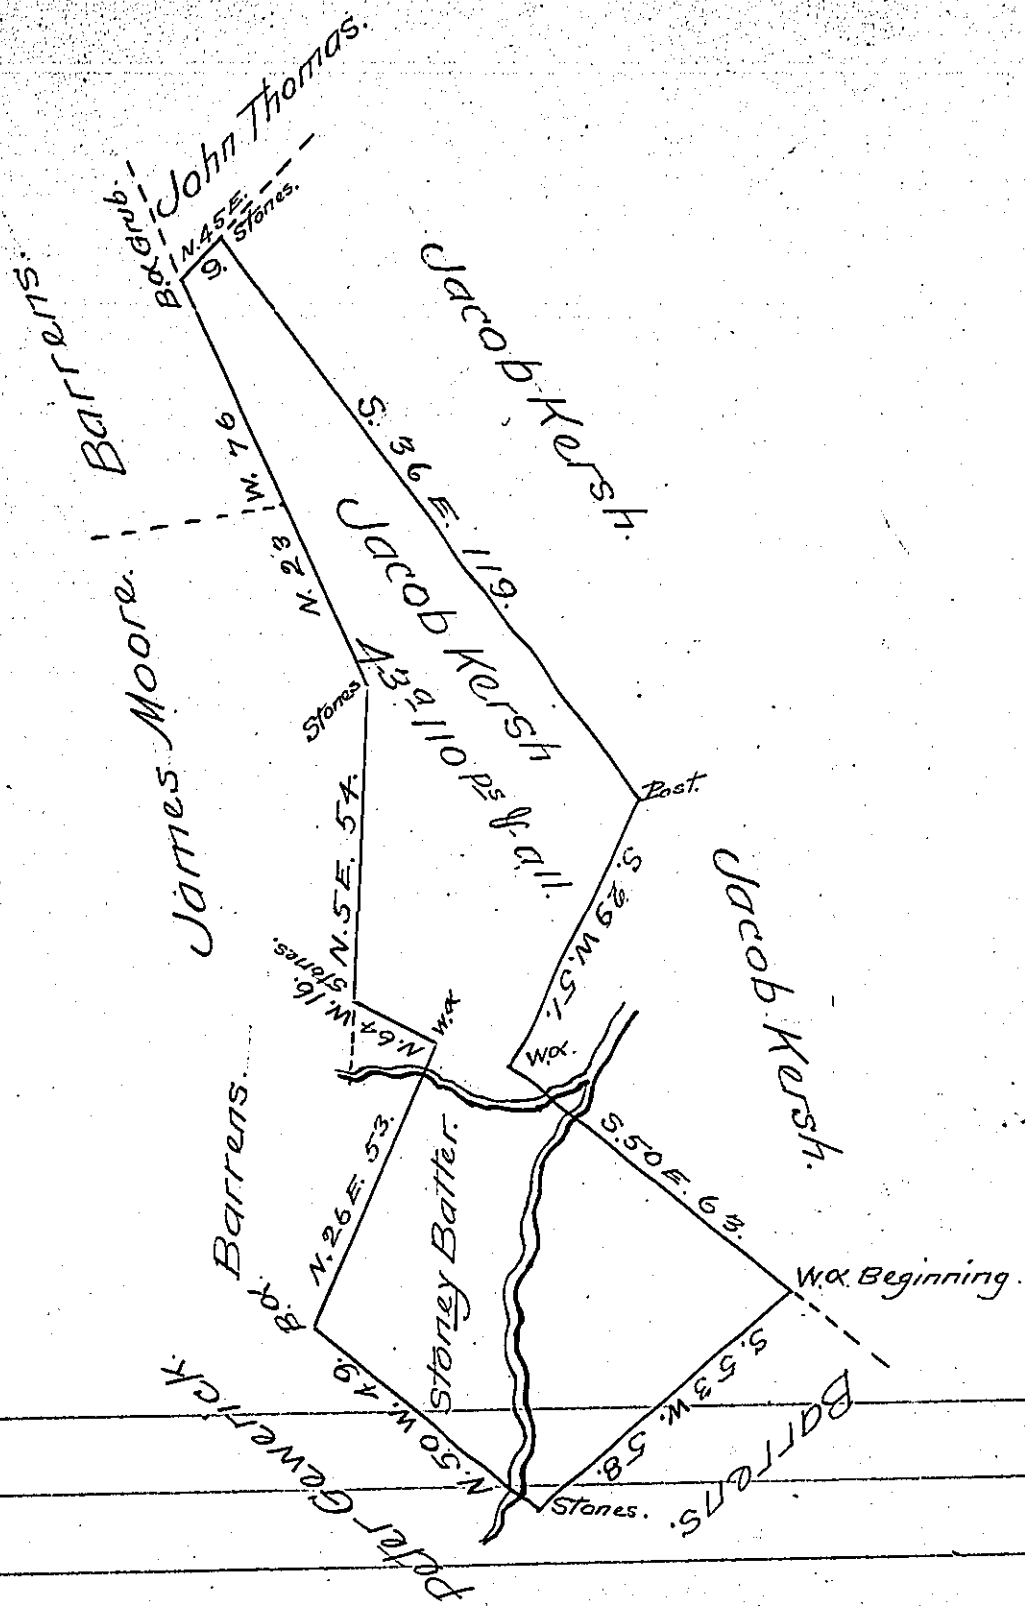 John Thomas.
B.α Grub.
N.45 E.
9.
Stones.
Barrens.
Jacob Kersh.
S. 36 E. 119.
N. 23 W. 76
James Moore.
Jacob Kersh
43 a 110 ps & all.
Stones
Post.
N. 5 E. 54.
S. 29 W. 51.
Jacob Kersh.
Stones.
N. 64 W. 16.
Stones.
W.α
W.α.
Barrens.
N. 26 E. 53.
Stoney Batter.
S. 50 E. 63.
W.α. Beginning.
B.α.
S. 53 W. 58.
N. 50 W. 49.
Peter Gewerick.
Stones.
Barrens.